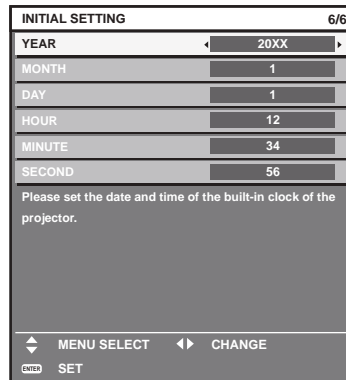 INITIAL SETTING 6/6
YEAR 20XX
MONTH 1
DAY 1
HOUR 12
MINUTE 34
SECOND 56
Please set the date and time of the built-in clock of the
projector.
MENU SELECT CHANGE
ENTER SET